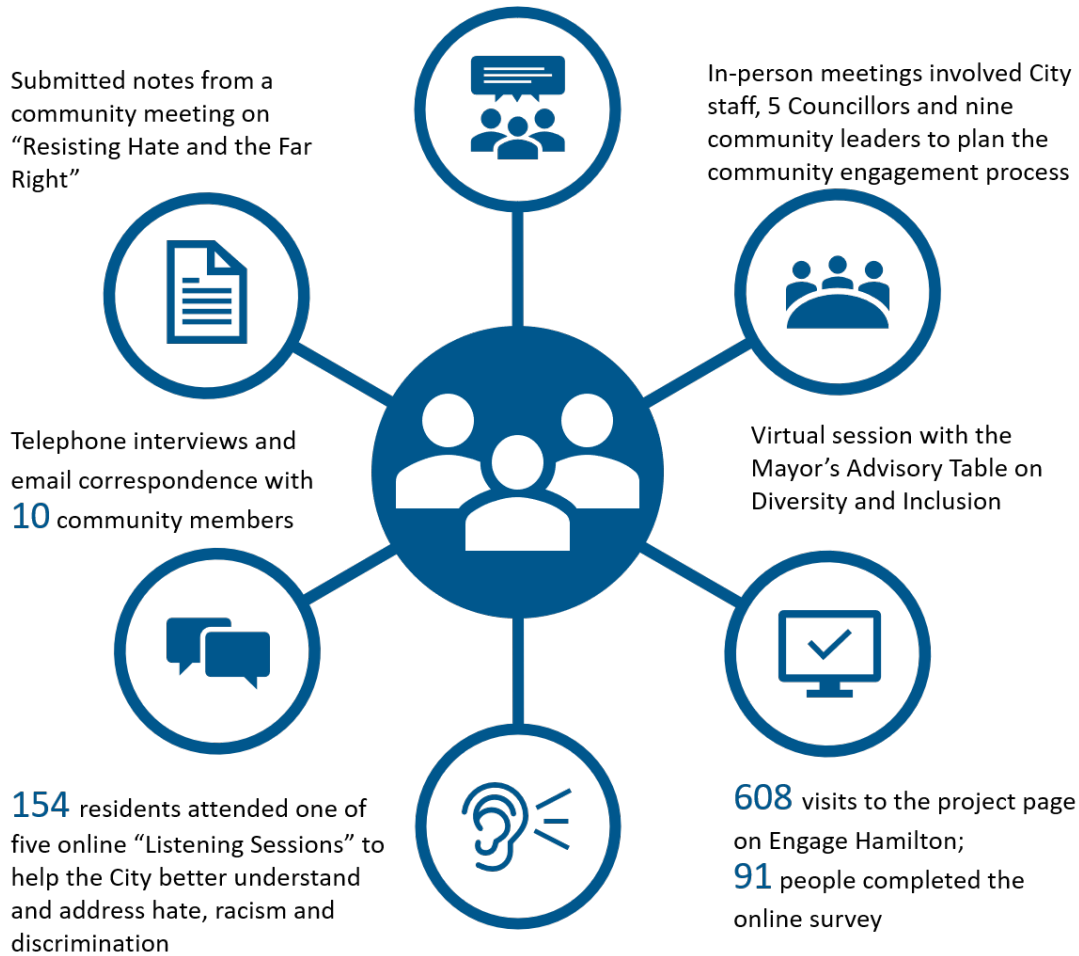 Submitted notes from a
community meeting on
“Resisting Hate and the Far
Right”
In-person meetings involved City
staff, 5 Councillors and nine
community leaders to plan the
community engagement process
Telephone interviews and
email correspondence with
10 community members
Virtual session with the
Mayor’s Advisory Table on
Diversity and Inclusion
154 residents attended one of
five online “Listening Sessions” to
help the City better understand
and address hate, racism and
discrimination
608 visits to the project page
on Engage Hamilton;
91 people completed the
online survey